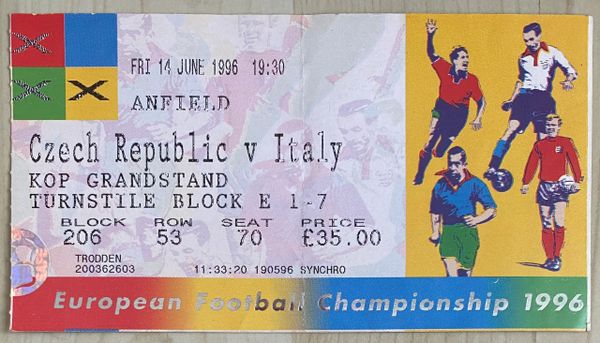 FRI 14 JUNE 1996 19:30
ANFIELD
Czech Republic v Italy
KOP GRANDSTAND
TURNSTILE BLOCK E 1-7
BLOCK ROW SEAT PRICE
206 53 70 £35.00
TRODDEN
200362603 11:33:20 190596 SYNCHRO
European Football Championship 1996